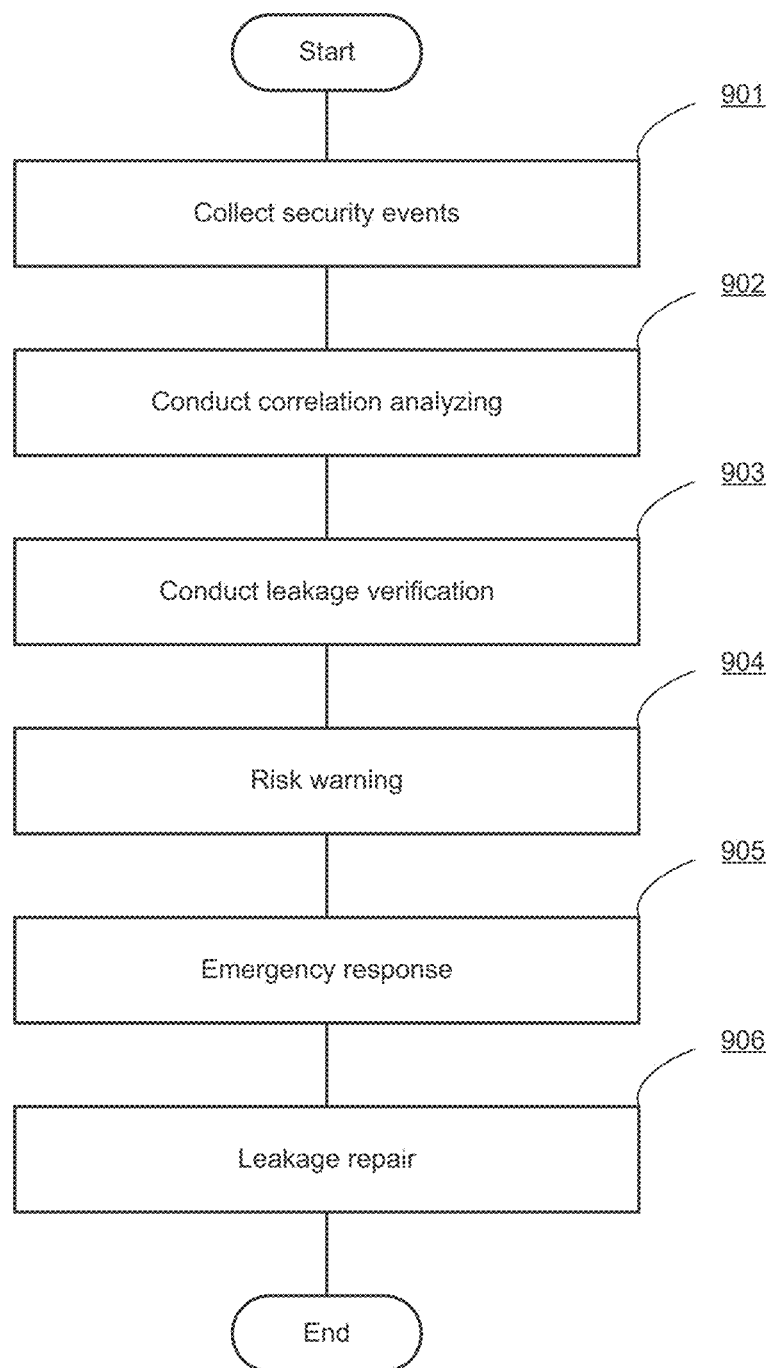 Start
901
Collect security events
902
Conduct correlation analyzing
903
Conduct leakage verification
904
Risk warning
905
Emergency response
906
Leakage repair
End